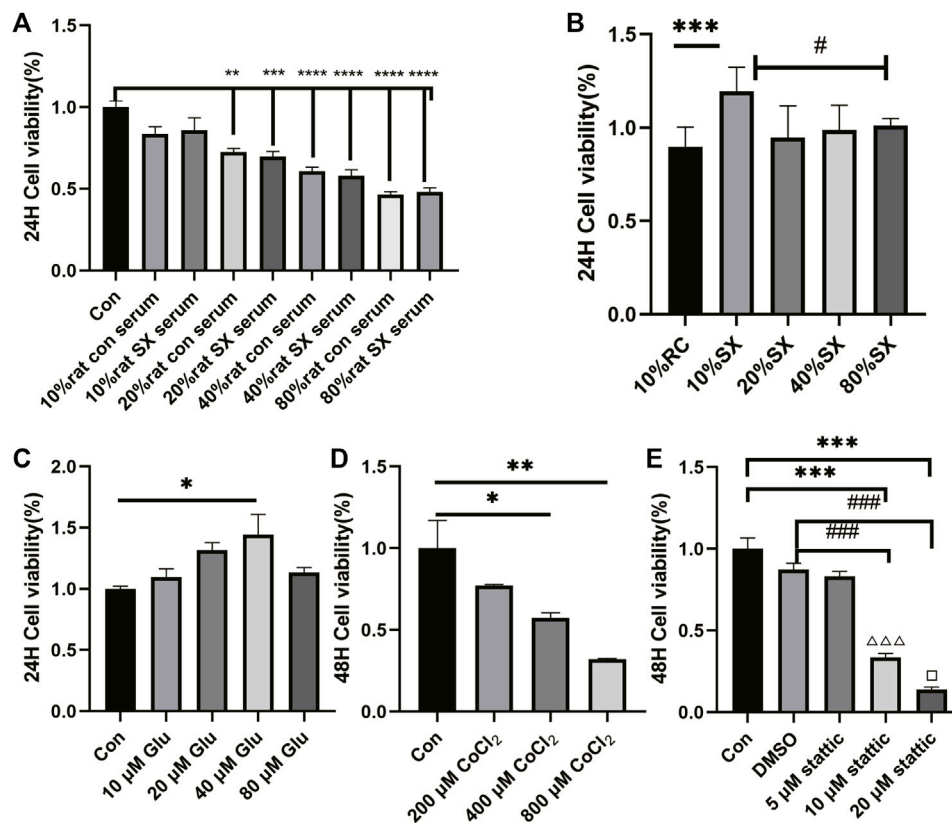 A
24H Cell viability(%)
1.5
1.0
0.5
0.0
** *** **** **** **** ****
Con
10%rat con serum
10%rat SX serum
20%rat con serum
20%rat SX serum
40%rat con serum
40%rat SX serum
80%rat con serum
80%rat SX serum
B
24H Cell viability(%)
1.5
1.0
0.5
0.0
***
#
10%RC
10%SX
20%SX
40%SX
80%SX
C
24H Cell viability(%)
2.0
1.5
1.0
0.5
0.0
*
Con
10 μM Glu
20 μM Glu
40 μM Glu
80 μM Glu
D
48H Cell viability(%)
1.5
1.0
0.5
0.0
**
*
Con
200 μM CoCl₂
400 μM CoCl₂
800 μM CoCl₂
E
48H Cell viability(%)
1.5
1.0
0.5
0.0
***
***
###
###
△△△
□
Con
DMSO
5 μM stattic
10 μM stattic
20 μM stattic